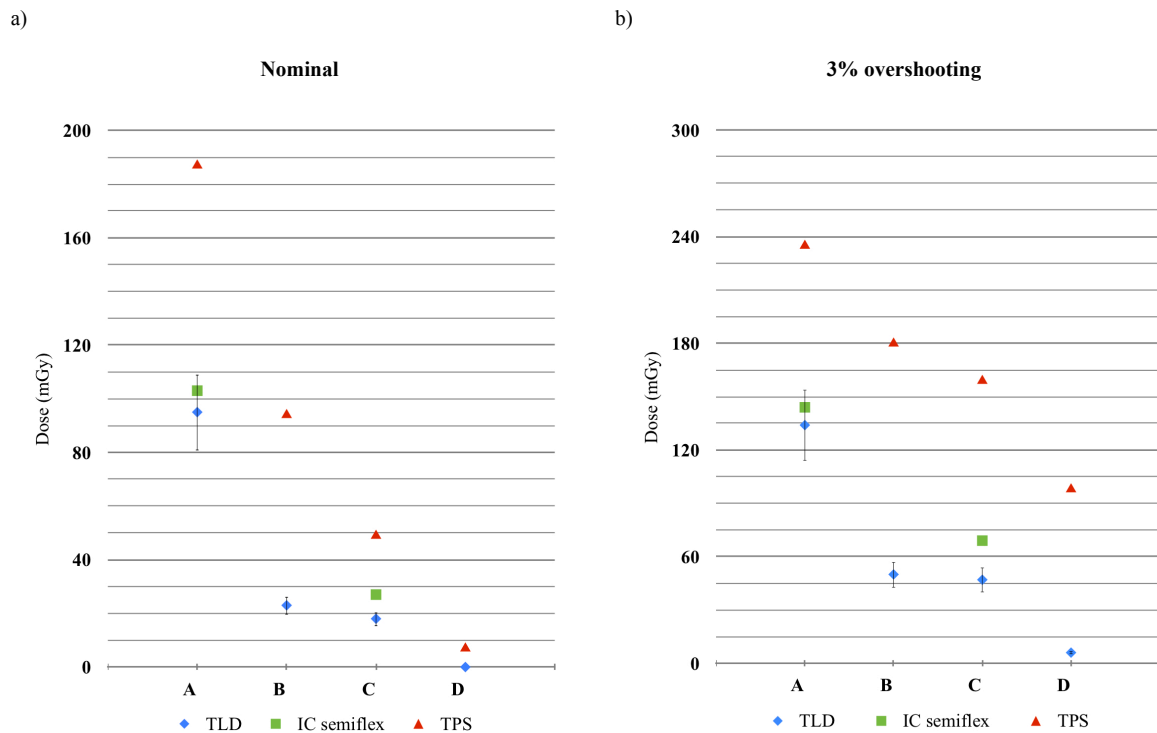 a)
Nominal
200
160
120
80
40
0
Dose (mGy)
A B C D
TLD IC semiflex TPS
b)
3% overshooting
300
240
180
120
60
0
Dose (mGy)
A B C D
TLD IC semiflex TPS